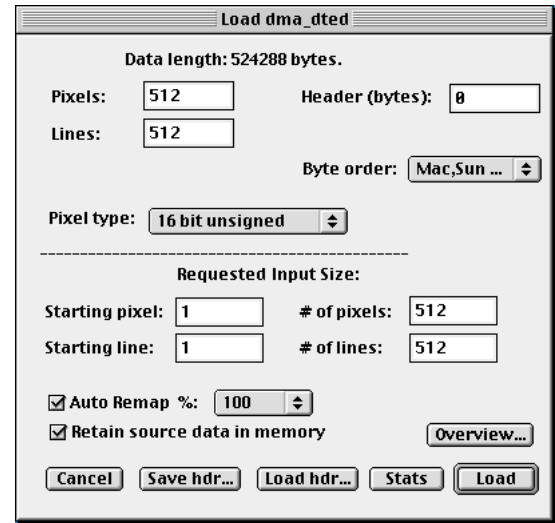 Load dma_dted
Data length: 524288 bytes.
Pixels: 512 Header (bytes): 0
Lines: 512
Byte order: Mac,Sun ...
Pixel type: 16 bit unsigned
Requested Input Size:
Starting pixel: 1 # of pixels: 512
Starting line: 1 # of lines: 512
Auto Remap %: 100
Retain source data in memory
Overview...
Cancel Save hdr... Load hdr... Stats Load